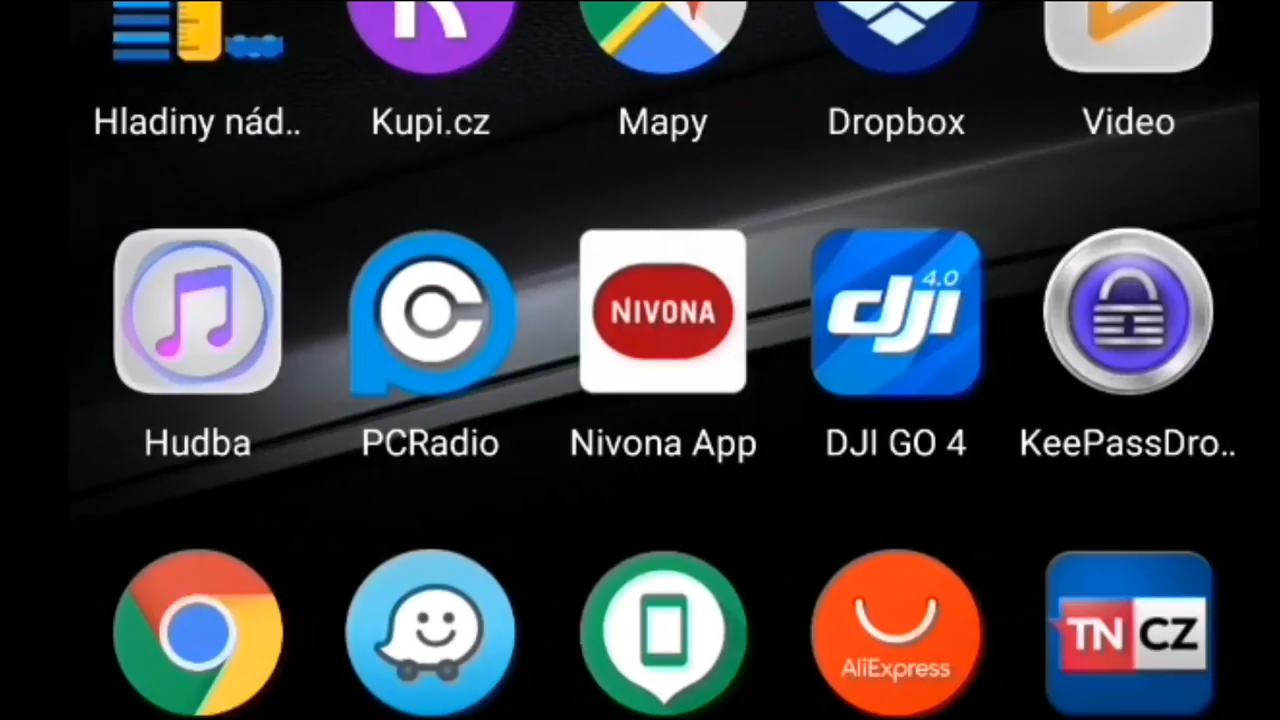 Hladiny nád..
Kupi.cz
Mapy
Dropbox
Video
NIVONA
dji 4.0
Hudba
PCRadio
Nivona App
DJI GO 4
KeePassDro..
AliExpress
TN CZ